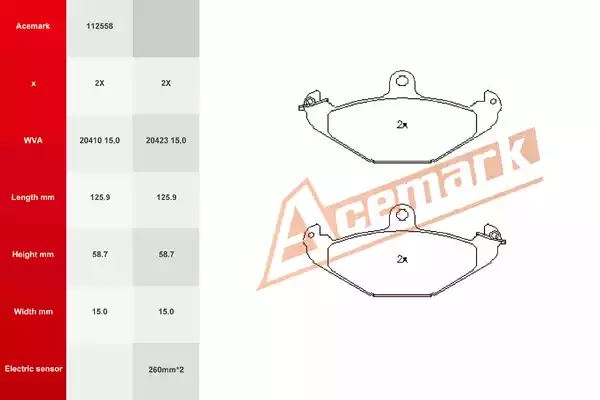 Acemark 112558
x 2X 2X
WVA 20410 15,0 20423 15,0
Length mm 125.9 125.9
Height mm 58.7 58.7
Width mm 15.0 15.0
Electric sensor 260mm*2
2x
Acemark
2x